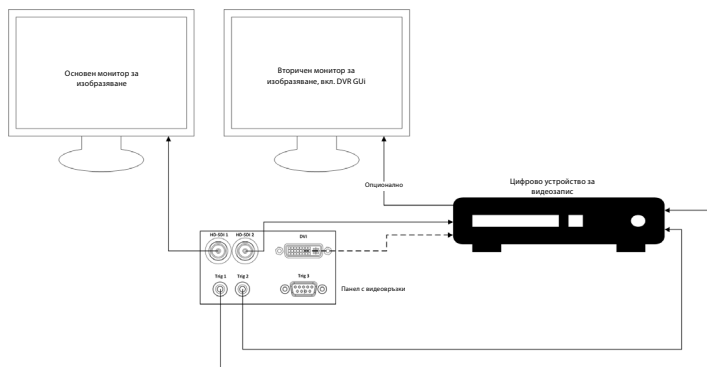 Основен монитор за
изобразяване
Вторичен монитор за
изобразяване, вкл. DVR GUi
Опционално
Цифрово устройство за
видеозапис
HD-SDI 1
HD-SDI 2
DVI
Trig 1
Trig 2
Trig 3
Панел с видеовръзки